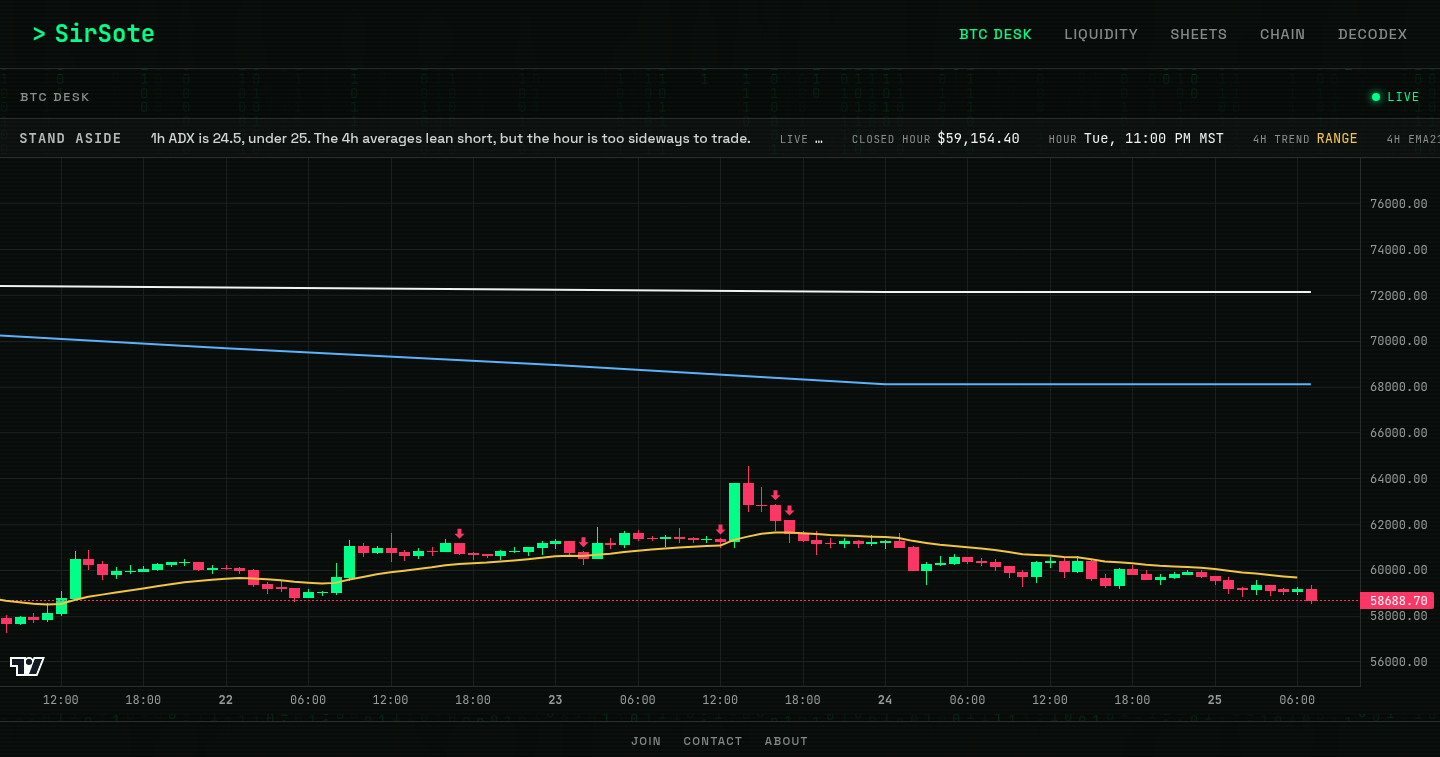 > SirSote
BTC DESK LIQUIDITY SHEETS CHAIN DECODEX
BTC DESK
LIVE
STAND ASIDE 1h ADX is 24.5, under 25. The 4h averages lean short, but the hour is too sideways to trade. LIVE … CLOSED HOUR $59,154.40 HOUR Tue, 11:00 PM MST 4H TREND RANGE 4H EMA21
76000.00
74000.00
72000.00
70000.00
68000.00
66000.00
64000.00
62000.00
60000.00
58688.70
58000.00
56000.00
12:00 18:00 22 06:00 12:00 18:00 23 06:00 12:00 18:00 24 06:00 12:00 18:00 25 06:00
JOIN CONTACT ABOUT